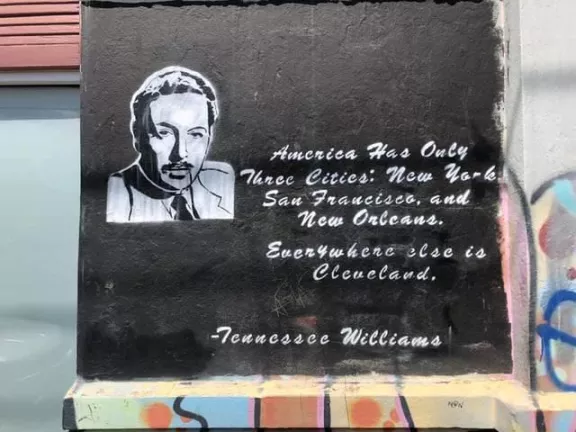 America Has Only
Three Cities: New York
San Francisco, and
New Orleans.
Everywhere else is
Cleveland.
-Tennessee Williams